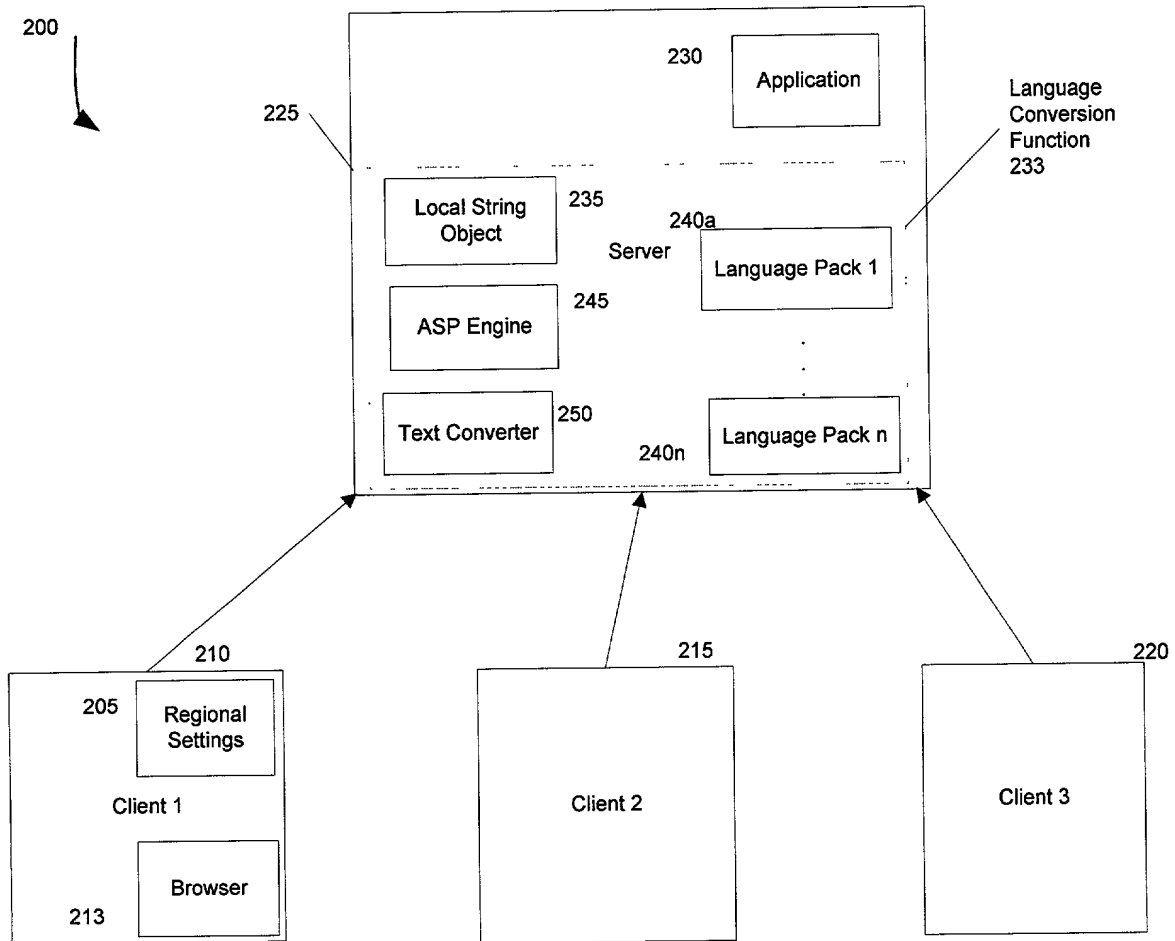 200
230
Application
225
Language
Conversion
Function
233
Local String
Object
235
Server
240a
Language Pack 1
ASP Engine
245
Text Converter
250
240n
Language Pack n
210
205
Regional
Settings
Client 1
Browser
213
215
Client 2
220
Client 3